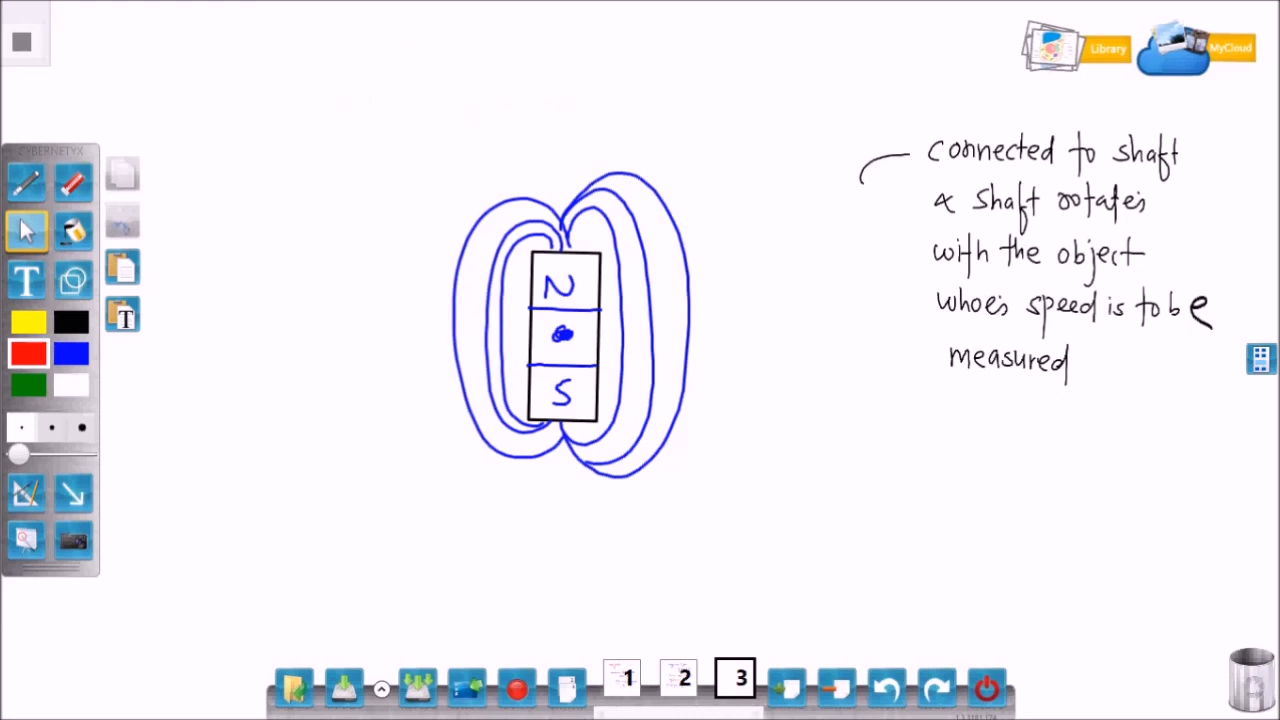 Library
MyCloud
CYBERNETYX
connected to shaft
& shaft rotates
with the object
whoes speed is to be
measured
N
S
T
T
1
2
3